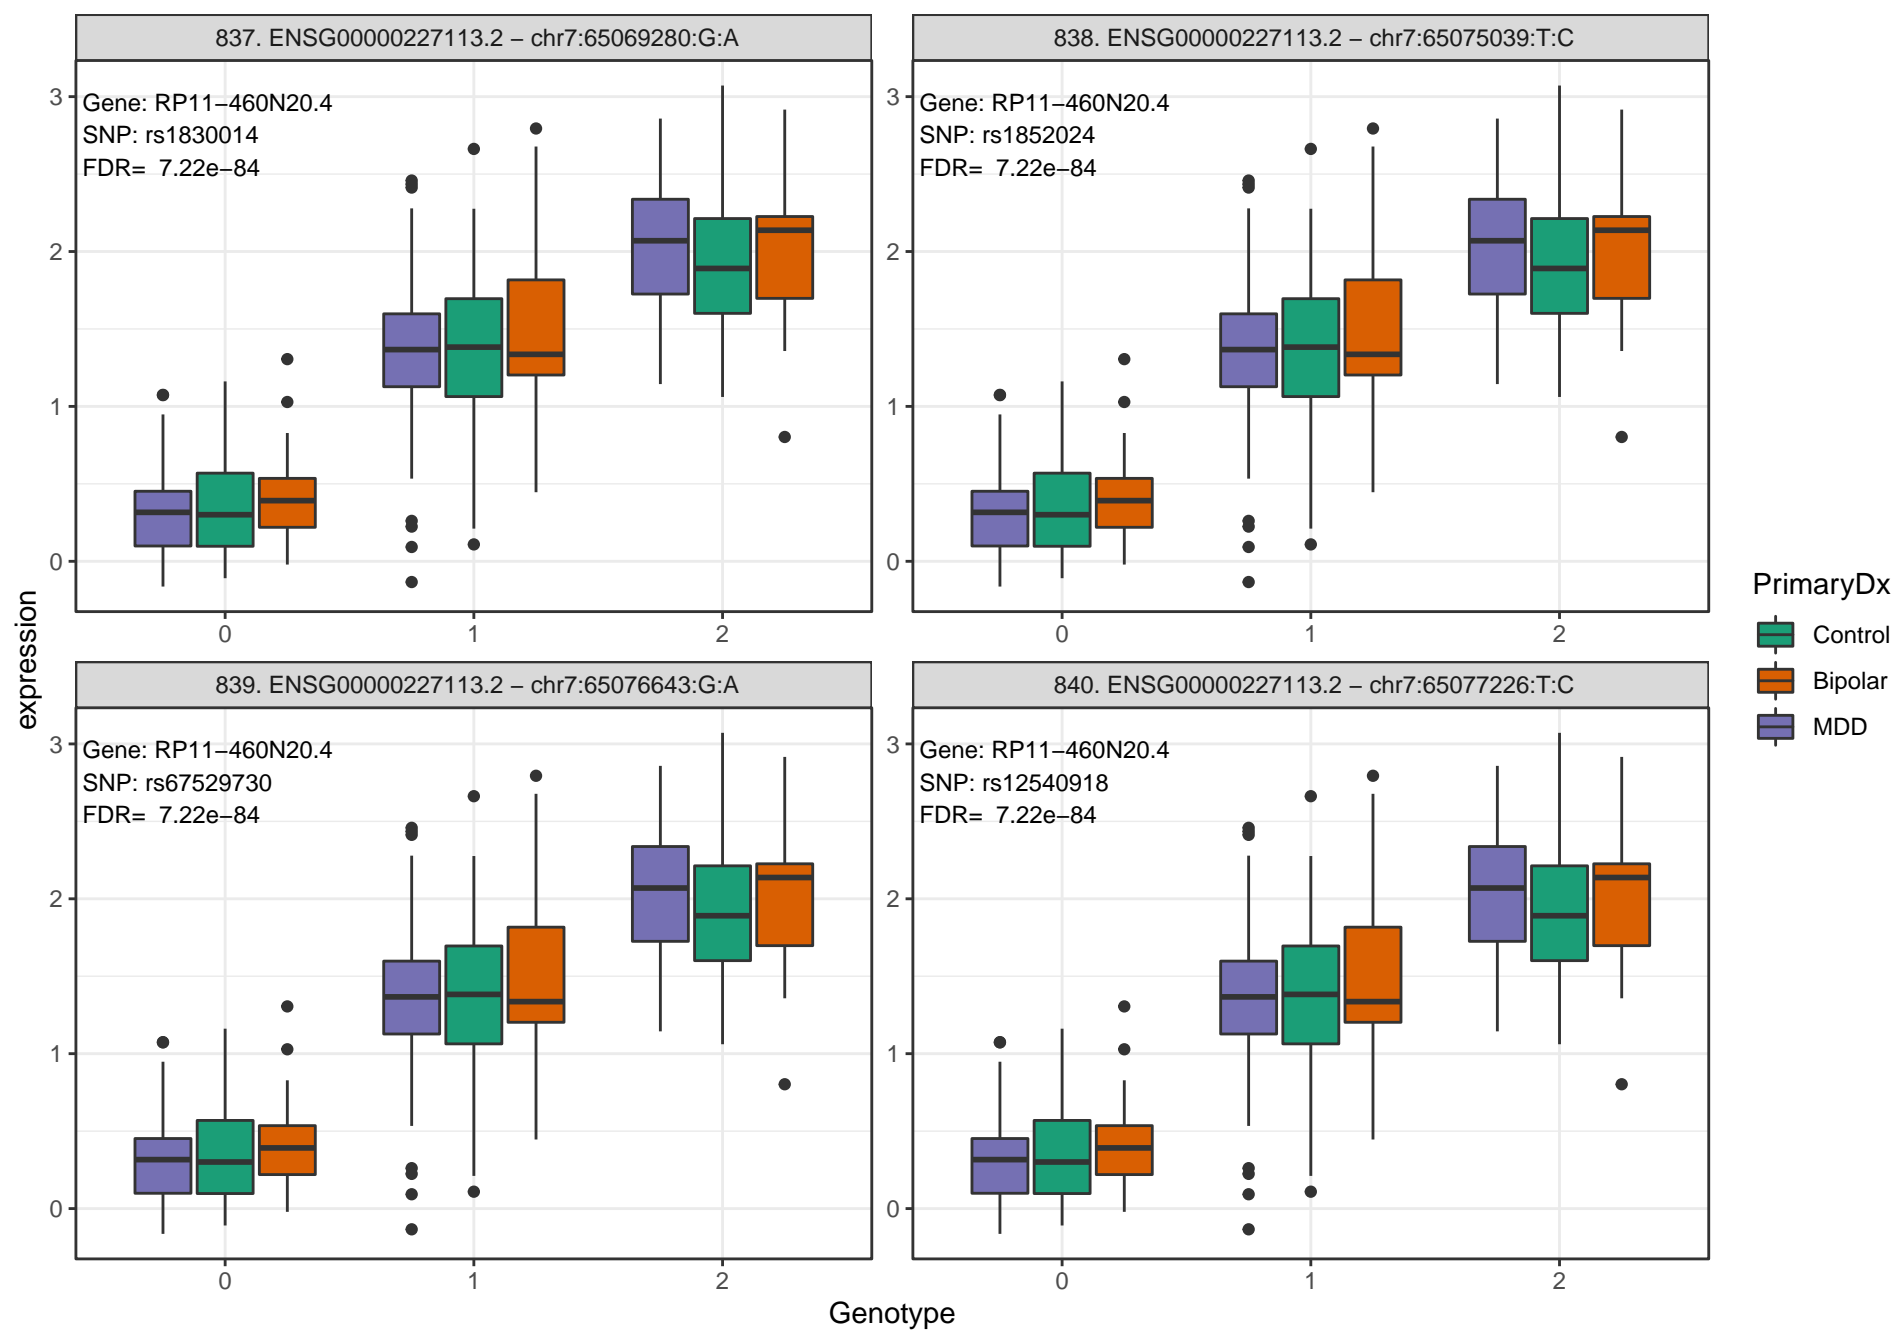 837. ENSG00000227113.2 − chr7:65069280:G:A
Gene: RP11−460N20.4
SNP: rs1830014
FDR= 7.22e−84
3
2
1
0
0 1 2
838. ENSG00000227113.2 − chr7:65075039:T:C
Gene: RP11−460N20.4
SNP: rs1852024
FDR= 7.22e−84
3
2
1
0
0 1 2
839. ENSG00000227113.2 − chr7:65076643:G:A
Gene: RP11−460N20.4
SNP: rs67529730
FDR= 7.22e−84
3
2
1
0
0 1 2
840. ENSG00000227113.2 − chr7:65077226:T:C
Gene: RP11−460N20.4
SNP: rs12540918
FDR= 7.22e−84
3
2
1
0
0 1 2
expression
Genotype
PrimaryDx
Control
Bipolar
MDD